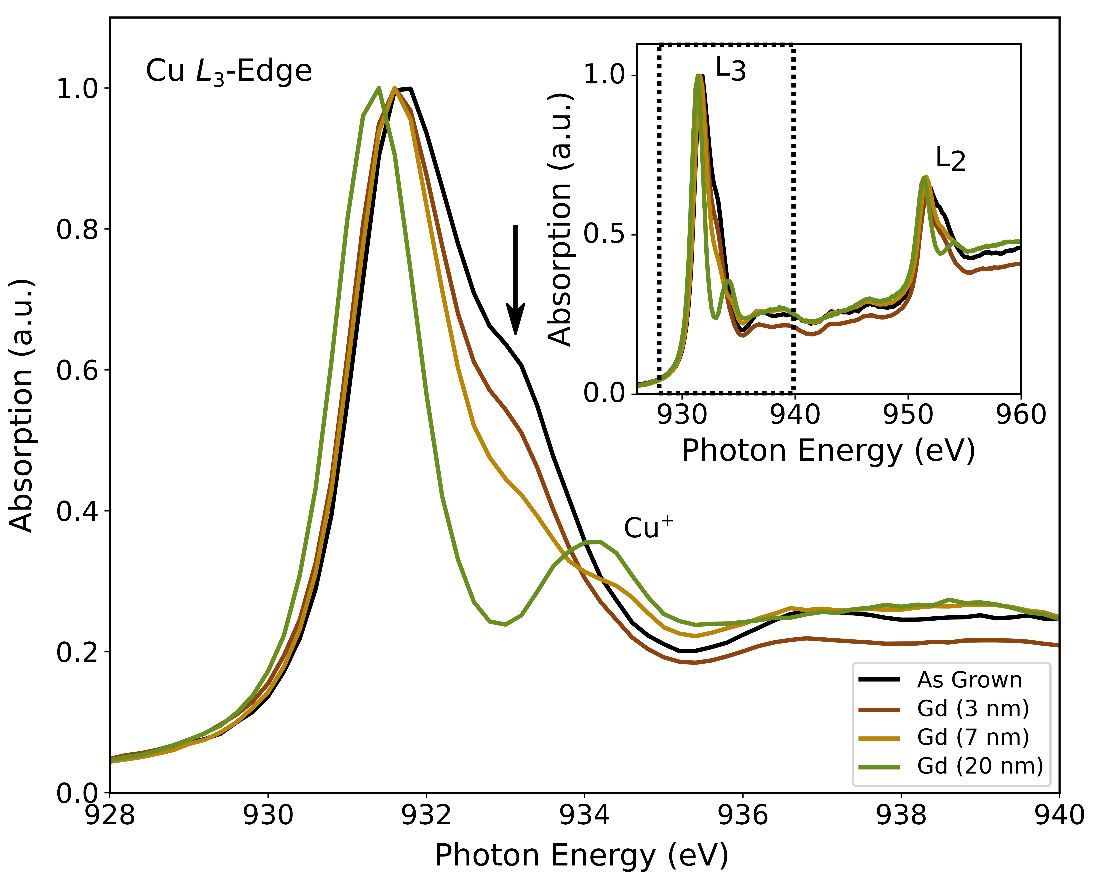 Cu L3-Edge
Absorption (a.u.)
1.0
0.8
0.6
0.4
0.2
0.0
928
930
932
934
936
938
940
Photon Energy (eV)
Cu+
L3
L2
Absorption (a.u.)
1.0
0.5
0.0
930
940
950
960
Photon Energy (eV)
As Grown
Gd (3 nm)
Gd (7 nm)
Gd (20 nm)